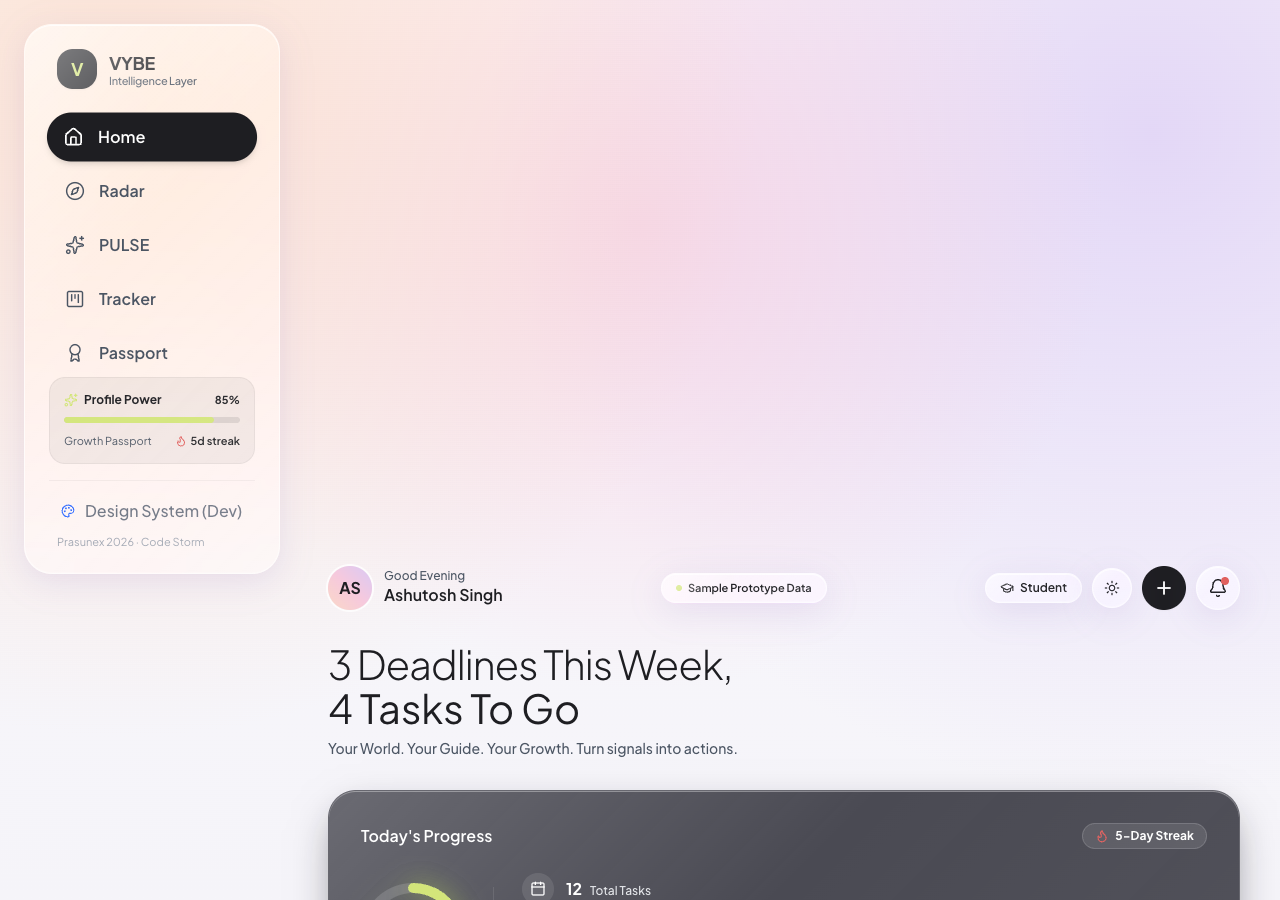 V
VYBE
Intelligence Layer
Home
Radar
PULSE
Tracker
Passport
Profile Power 85%
Growth Passport 5d streak
Design System (Dev)
Prasunex 2026 · Code Storm
AS
Good Evening
Ashutosh Singh
Sample Prototype Data
Student
3 Deadlines This Week,
4 Tasks To Go
Your World. Your Guide. Your Growth. Turn signals into actions.
Today's Progress
5-Day Streak
12 Total Tasks